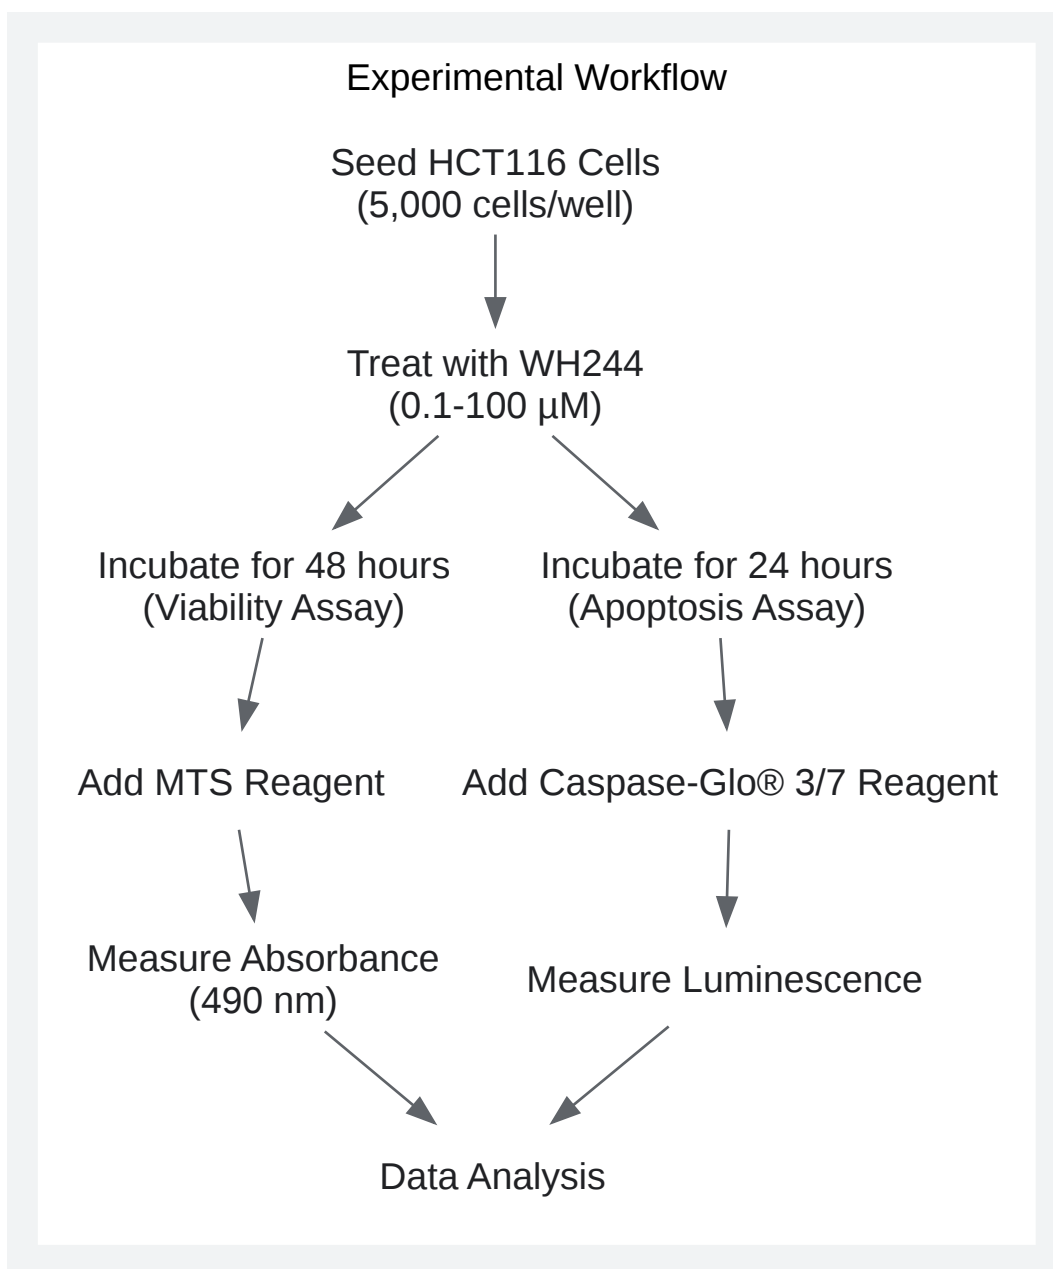 Experimental Workflow
Seed HCT116 Cells
(5,000 cells/well)
Treat with WH244
(0.1-100 µM)
Incubate for 48 hours
(Viability Assay)
Incubate for 24 hours
(Apoptosis Assay)
Add MTS Reagent
Add Caspase-Glo® 3/7 Reagent
Measure Absorbance
(490 nm)
Measure Luminescence
Data Analysis